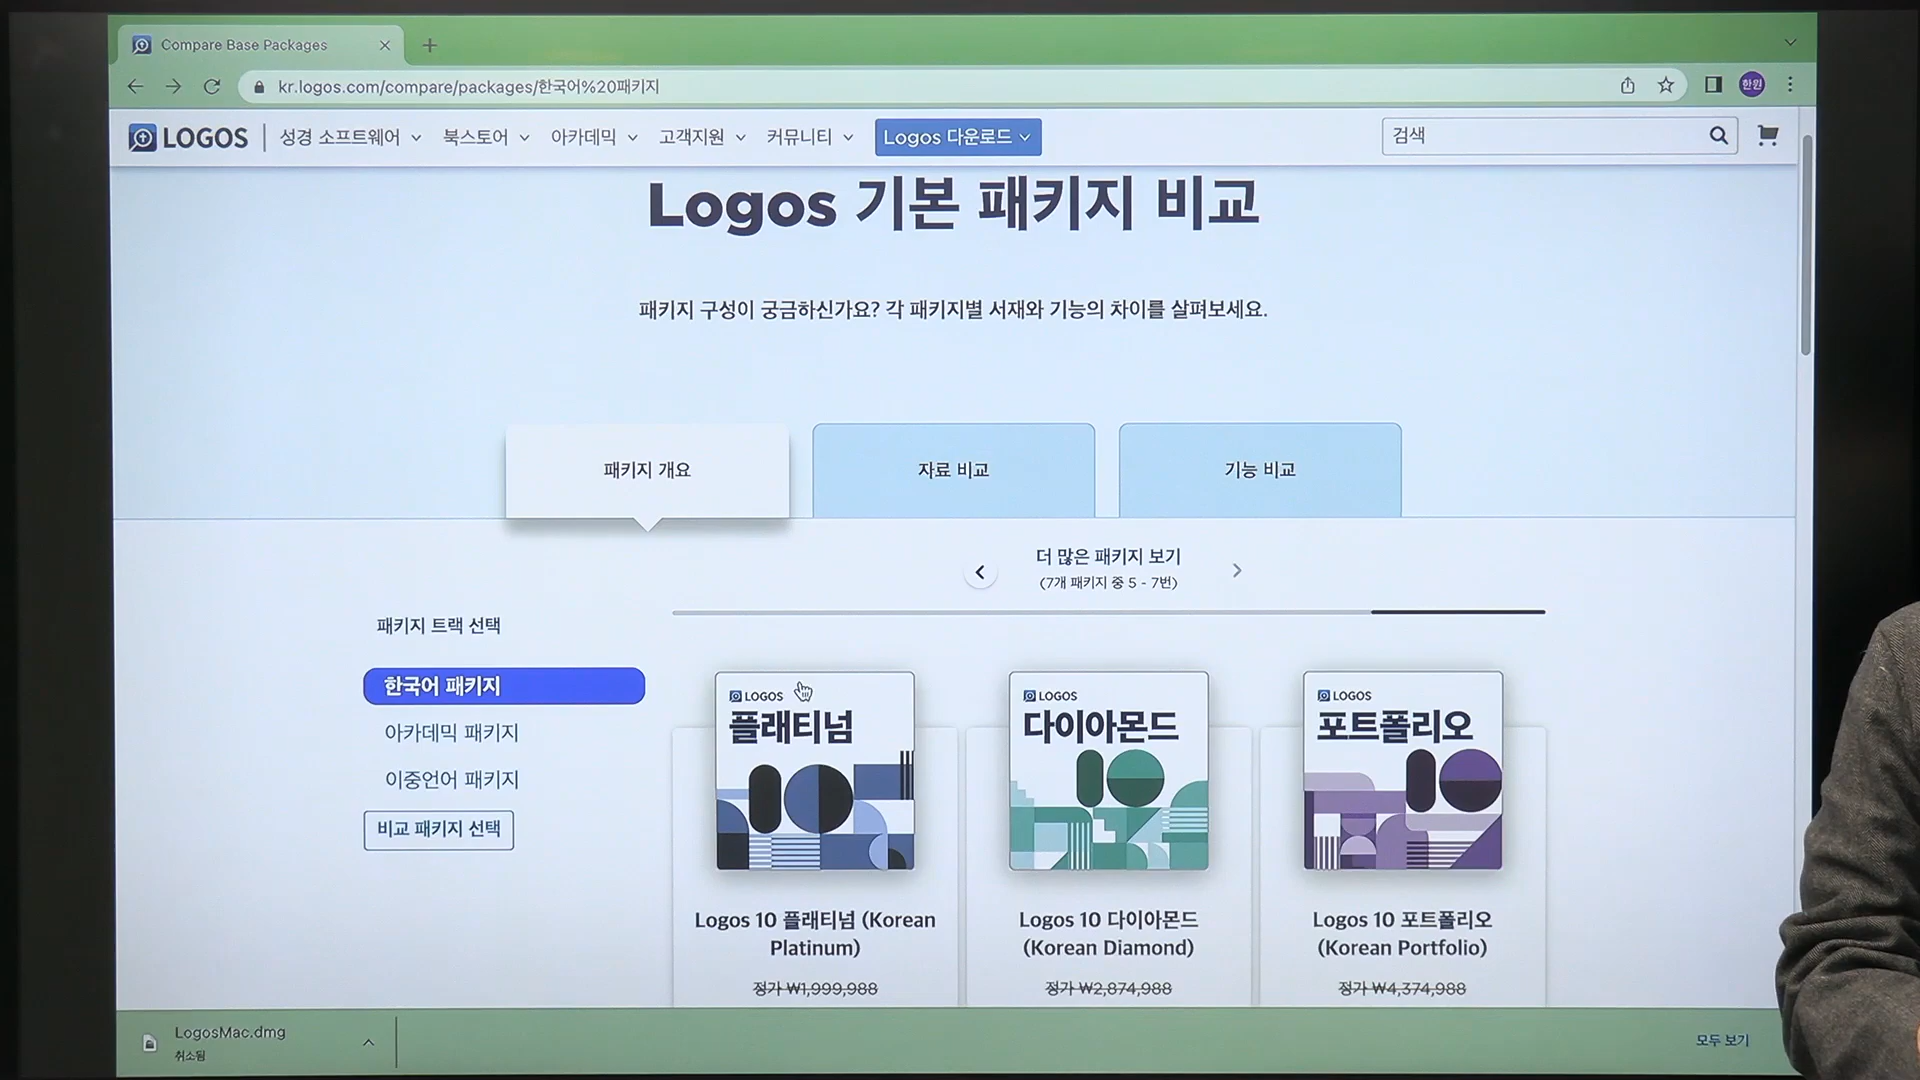 Compare Base Packages
kr.logos.com/compare/packages/한국어%20패키지
한원
LOGOS
성경 소프트웨어
북스토어
아카데믹
고객지원
커뮤니티
Logos 다운로드
검색
Logos 기본 패키지 비교
패키지 구성이 궁금하신가요? 각 패키지별 서재와 기능의 차이를 살펴보세요.
패키지 개요
자료 비교
기능 비교
더 많은 패키지 보기
(7개 패키지 중 5 - 7번)
패키지 트랙 선택
한국어 패키지
아카데믹 패키지
이중언어 패키지
비교 패키지 선택
LOGOS
플래티넘
10
Logos 10 플래티넘 (Korean
Platinum)
정가 ₩1,999,988
LOGOS
다이아몬드
10
Logos 10 다이아몬드
(Korean Diamond)
정가 ₩2,874,988
LOGOS
포트폴리오
10
Logos 10 포트폴리오
(Korean Portfolio)
정가 ₩4,374,988
LogosMac.dmg
취소됨
모두 보기